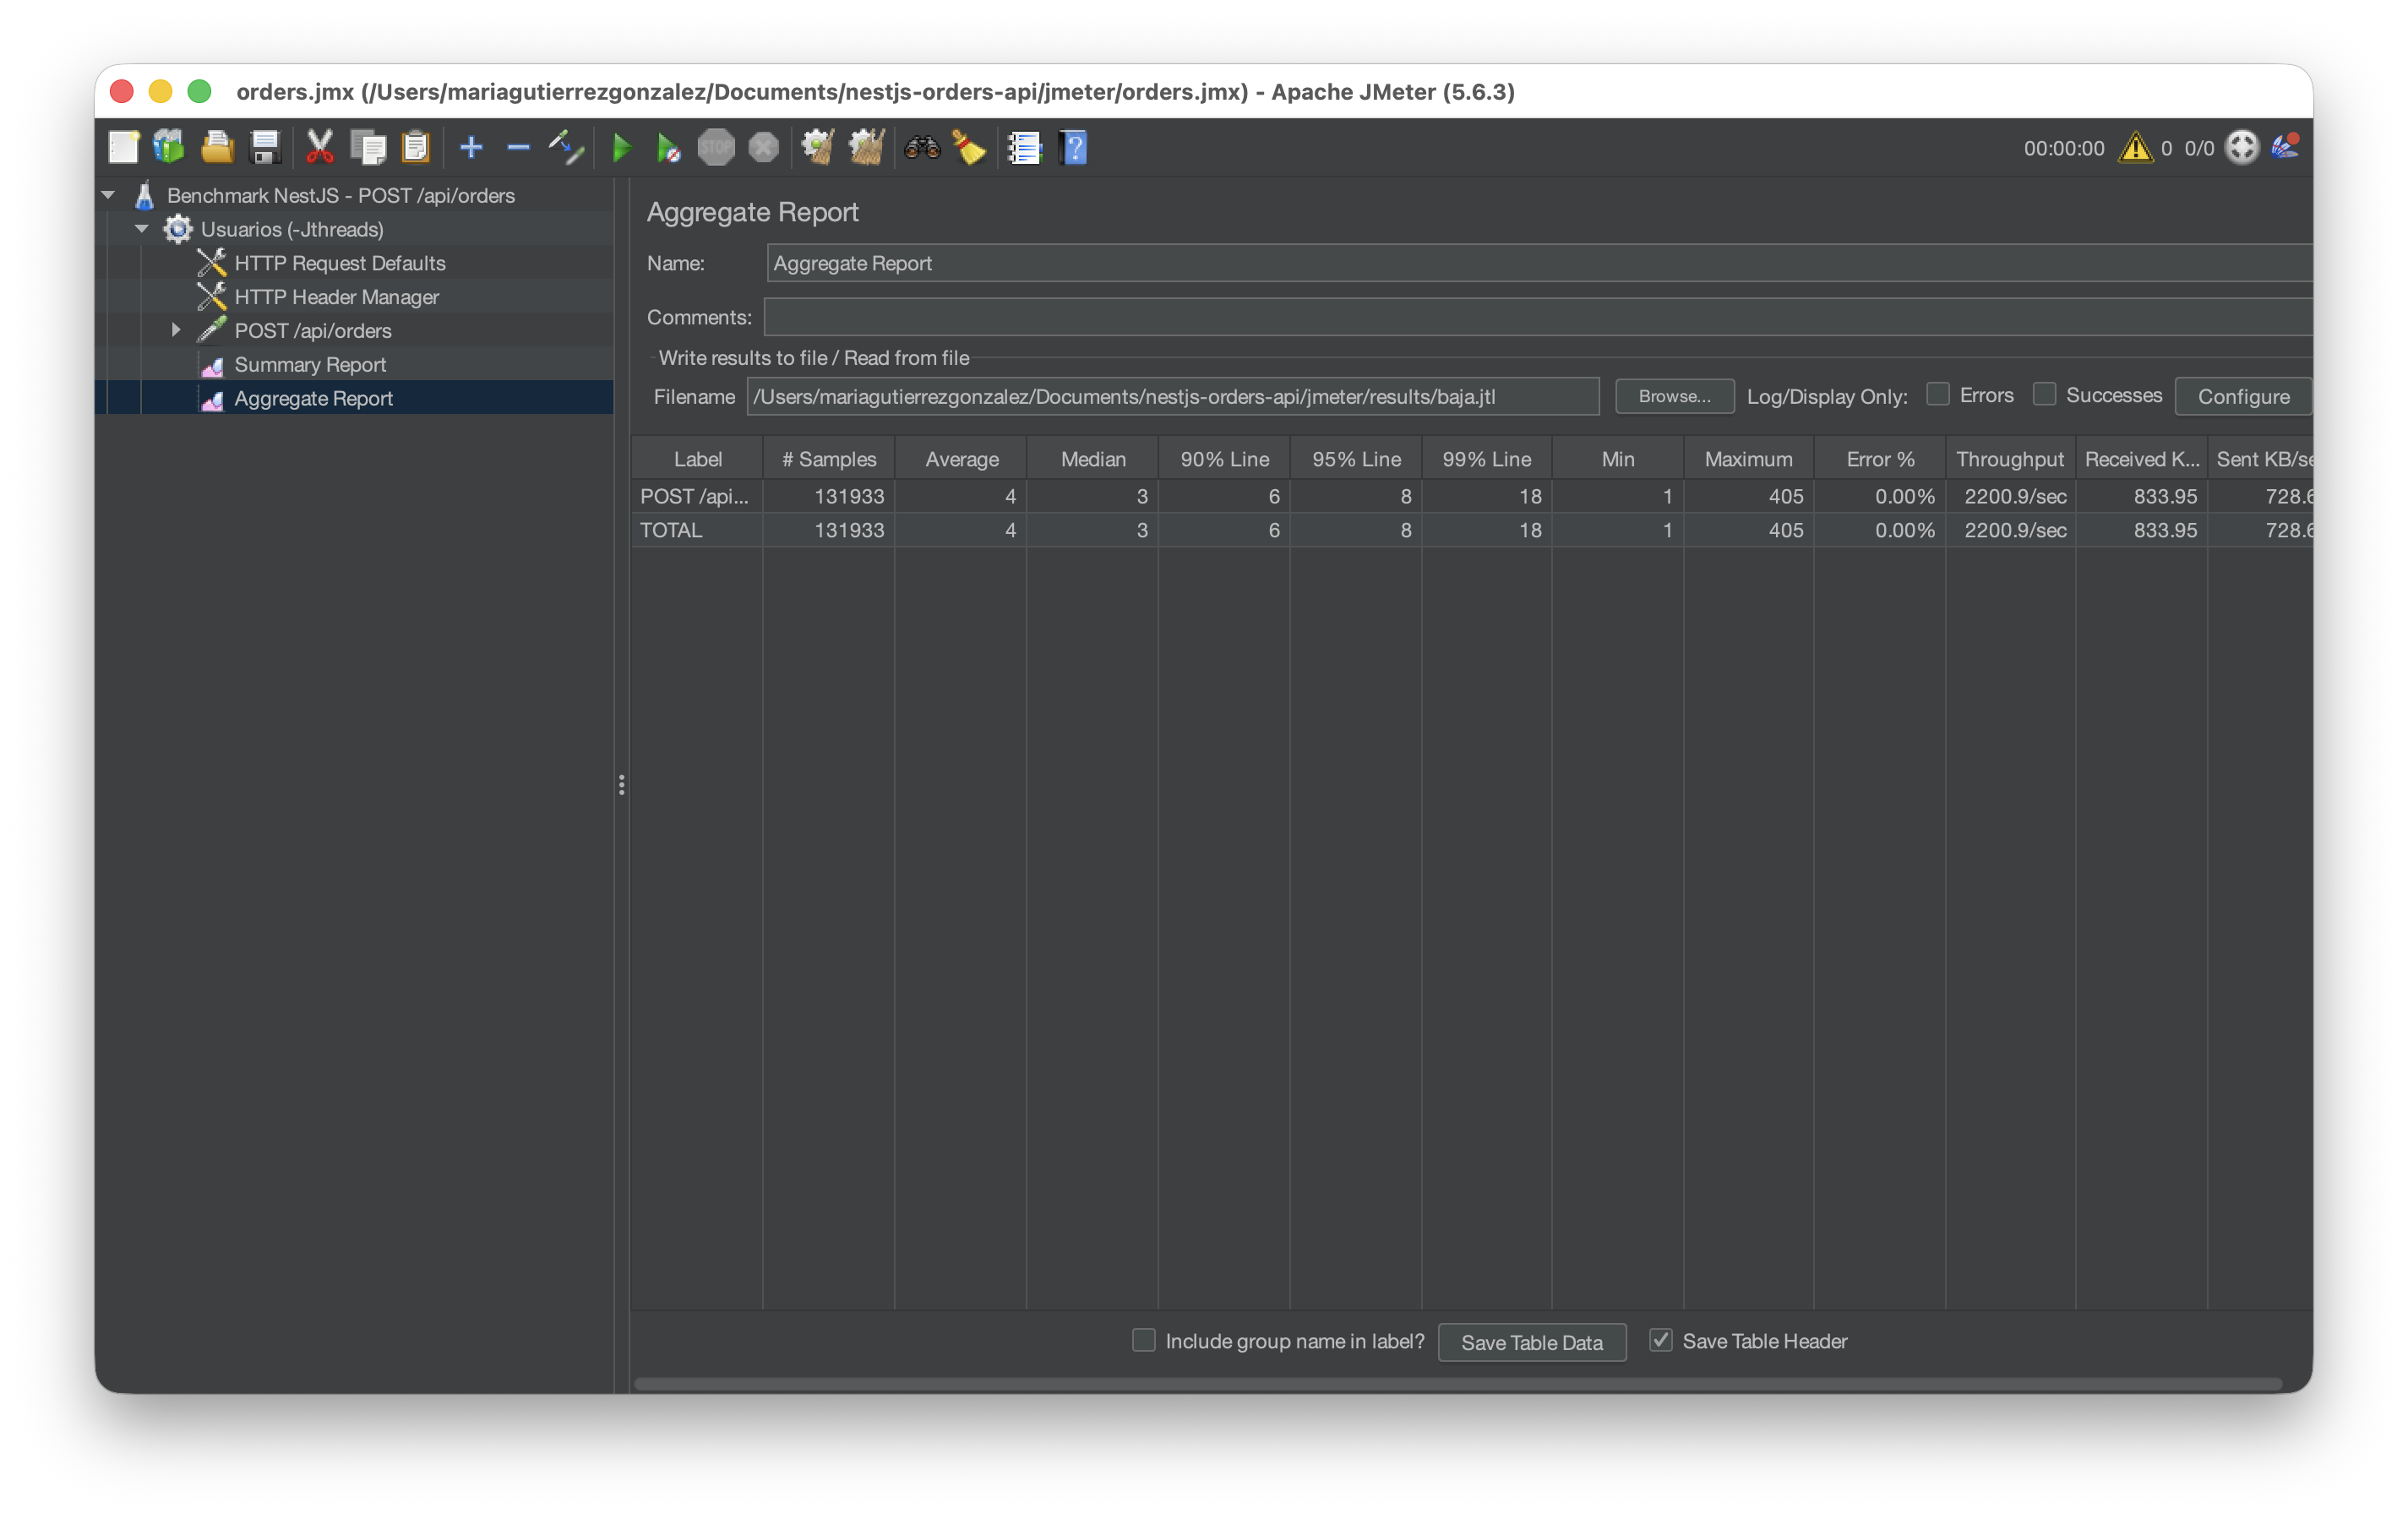 orders.jmx (/Users/mariagutierrezgonzalez/Documents/nestjs-orders-api/jmeter/orders.jmx) - Apache JMeter (5.6.3)
STOP
00:00:00 0 0/0
Benchmark NestJS - POST /api/orders
Usuarios (-Jthreads)
HTTP Request Defaults
HTTP Header Manager
POST /api/orders
Summary Report
Aggregate Report
Aggregate Report
Name: Aggregate Report
Comments:
Write results to file / Read from file
Filename /Users/mariagutierrezgonzalez/Documents/nestjs-orders-api/jmeter/results/baja.jtl Browse... Log/Display Only: Errors Successes Configure
Label # Samples Average Median 90% Line 95% Line 99% Line Min Maximum Error % Throughput Received K... Sent KB/se
POST /api... 131933 4 3 6 8 18 1 405 0.00% 2200.9/sec 833.95 728.6
TOTAL 131933 4 3 6 8 18 1 405 0.00% 2200.9/sec 833.95 728.6
Include group name in label? Save Table Data Save Table Header